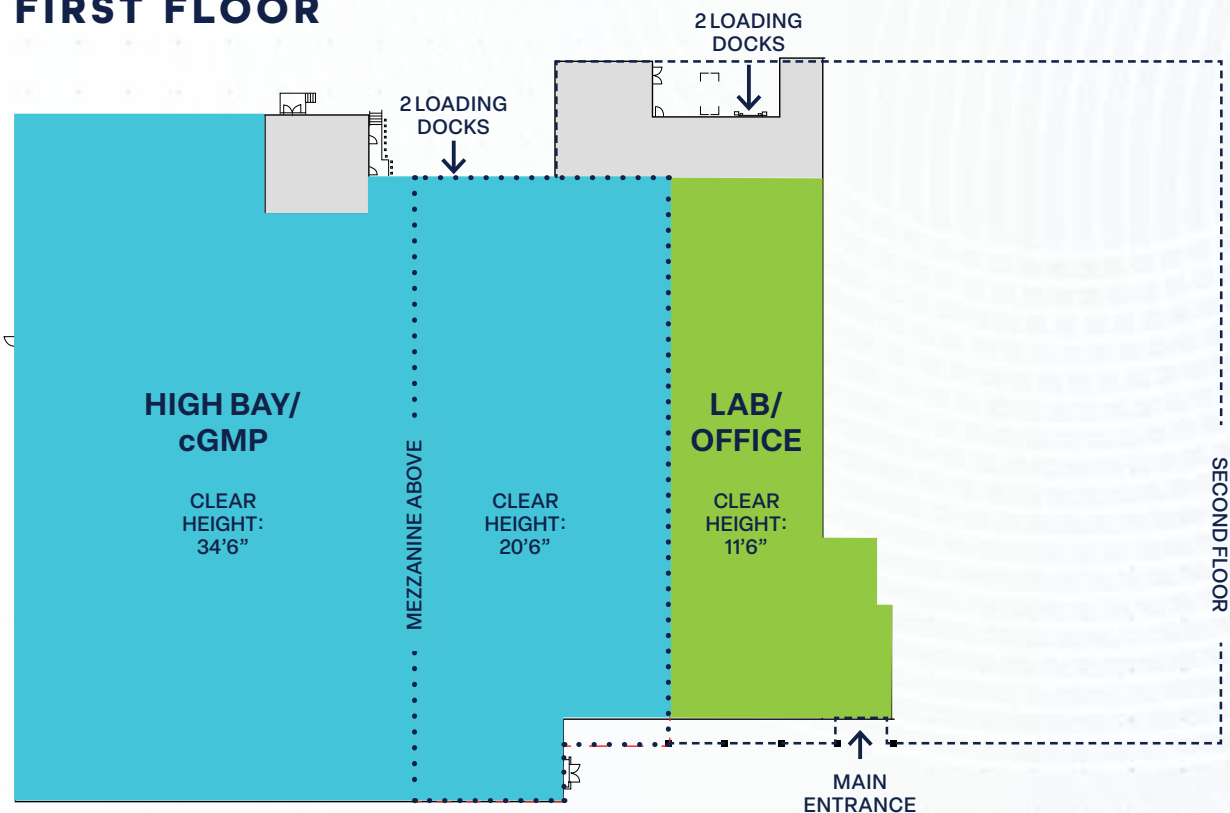 FIRST FLOOR
2 LOADING
DOCKS
2 LOADING
DOCKS
HIGH BAY/
cGMP
CLEAR
HEIGHT:
34’6”
MEZZANINE ABOVE
CLEAR
HEIGHT:
20’6”
LAB/
OFFICE
CLEAR
HEIGHT:
11’6”
SECOND FLOOR
MAIN
ENTRANCE